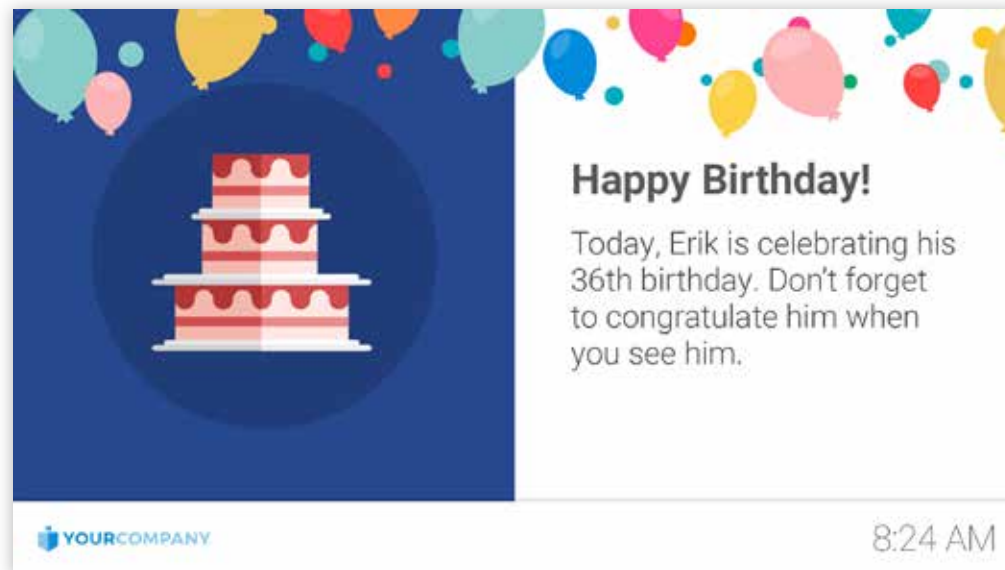 Happy Birthday!
Today, Erik is celebrating his
36th birthday. Don't forget
to congratulate him when
you see him.
YOURCOMPANY
8:24 AM